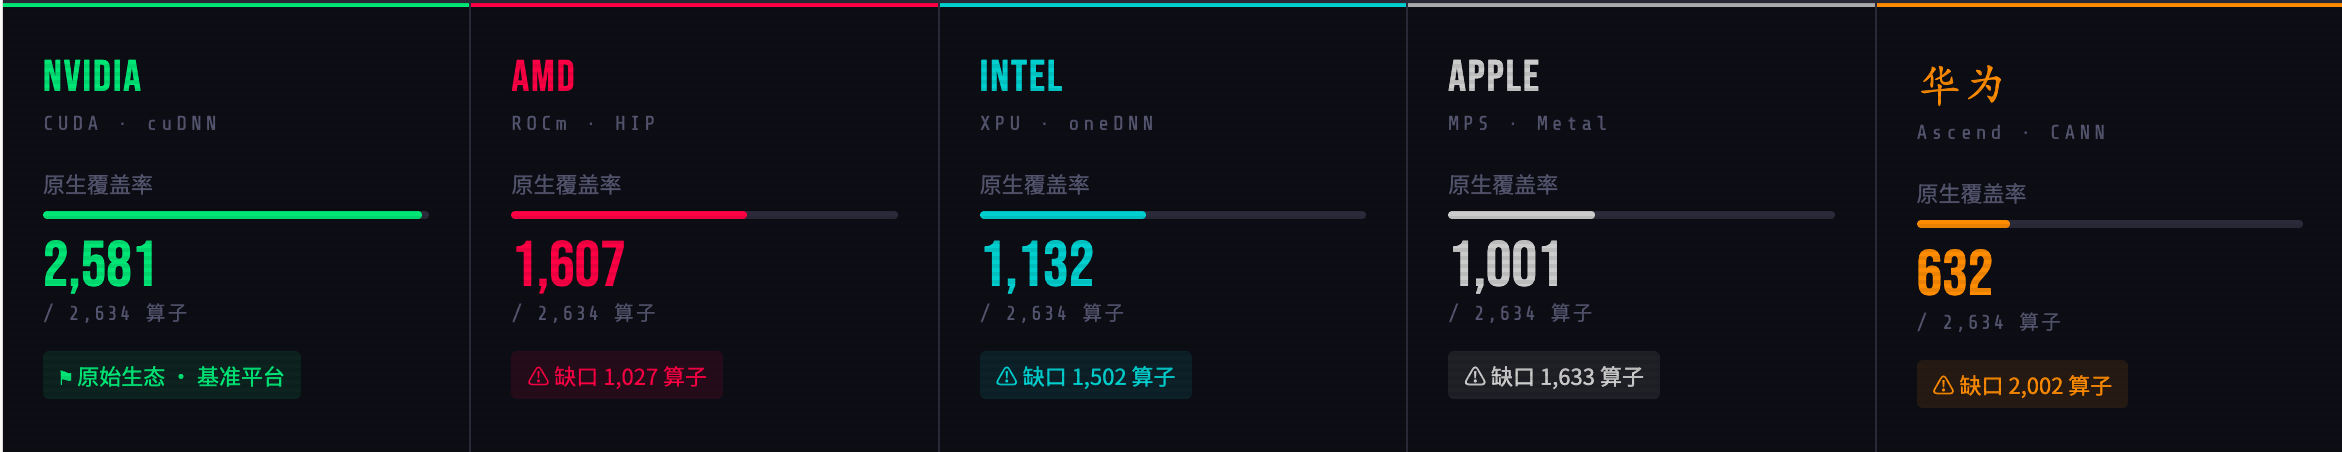 NVIDIA
CUDA · cuDNN
原生覆盖率
2,581
/ 2,634 算子
⚑ 原始生态 · 基准平台
AMD
ROCm · HIP
原生覆盖率
1,607
/ 2,634 算子
⚠ 缺口 1,027 算子
INTEL
XPU · oneDNN
原生覆盖率
1,132
/ 2,634 算子
⚠ 缺口 1,502 算子
APPLE
MPS · Metal
原生覆盖率
1,001
/ 2,634 算子
⚠ 缺口 1,633 算子
华为
Ascend · CANN
原生覆盖率
632
/ 2,634 算子
⚠ 缺口 2,002 算子